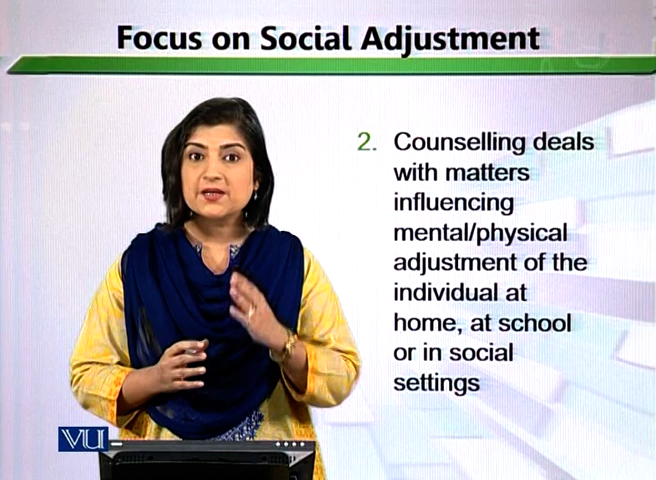 Focus on Social Adjustment
2. Counselling deals
with matters
influencing
mental/physical
adjustment of the
individual at
home, at school
or in social
settings
VU